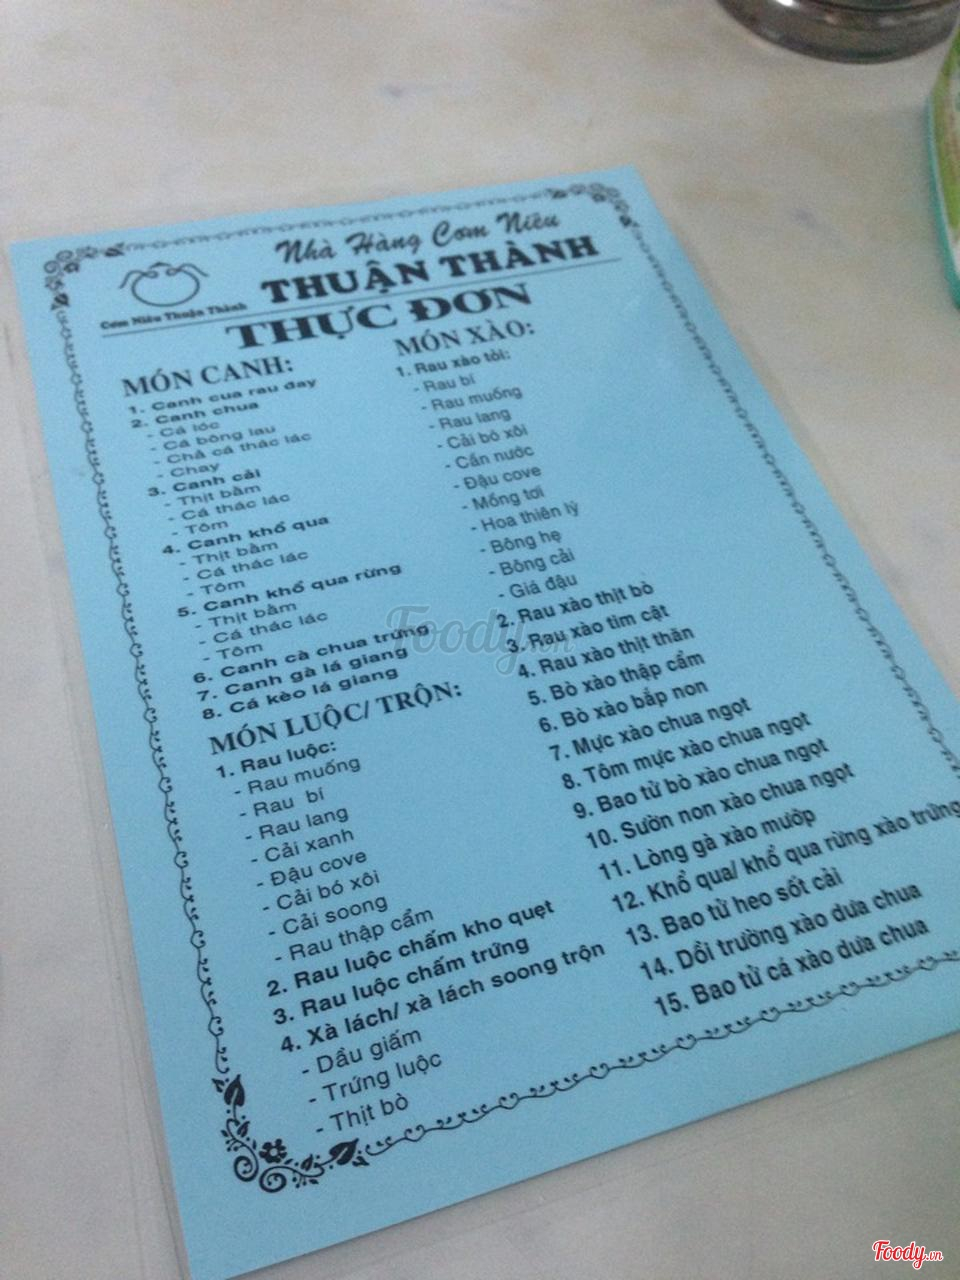 Nhà Hàng Cơm Niêu
THUẬN THÀNH
Cơm Niêu Thuận Thành
THỰC ĐƠN
MÓN CANH:
1. Canh cua rau đay
2. Canh chua
- Cá lóc
- Cá bông lau
- Chả cá thác lác
- Chay
3. Canh cải
- Thịt bằm
- Cá thác lác
- Tôm
4. Canh khổ qua
- Thịt bằm
- Cá thác lác
- Tôm
5. Canh khổ qua rừng
- Thịt bằm
- Cá thác lác
- Tôm
6. Canh cà chua trứng
7. Canh gà lá giang
8. Cá kèo lá giang
MÓN LUỘC/ TRỘN:
1. Rau luộc:
- Rau muống
- Rau bí
- Rau lang
- Cải xanh
- Đậu cove
- Cải bó xôi
- Cải soong
- Rau thập cẩm
2. Rau luộc chấm kho quẹt
3. Rau luộc chấm trứng
4. Xà lách/ xà lách soong trộn
- Dầu giấm
- Trứng luộc
- Thịt bò
MÓN XÀO:
1. Rau xào tỏi:
- Rau bí
- Rau muống
- Rau lang
- Cải bó xôi
- Cần nước
- Đậu cove
- Mồng tơi
- Hoa thiên lý
- Bông hẹ
- Bông cải
- Giá đậu
2. Rau xào thịt bò
3. Rau xào tim cật
4. Rau xào thịt thăn
5. Bò xào thập cẩm
6. Bò xào bắp non
7. Mực xào chua ngọt
8. Tôm mực xào chua ngọt
9. Bao tử bò xào chua ngọt
10. Sườn non xào chua ngọt
11. Lòng gà xào mướp
12. Khổ qua/ khổ qua rừng xào trứng
13. Bao tử heo sốt cải
14. Dồi trường xào dưa chua
15. Bao tử cá xào dưa chua
Foody.vn
Foody.vn